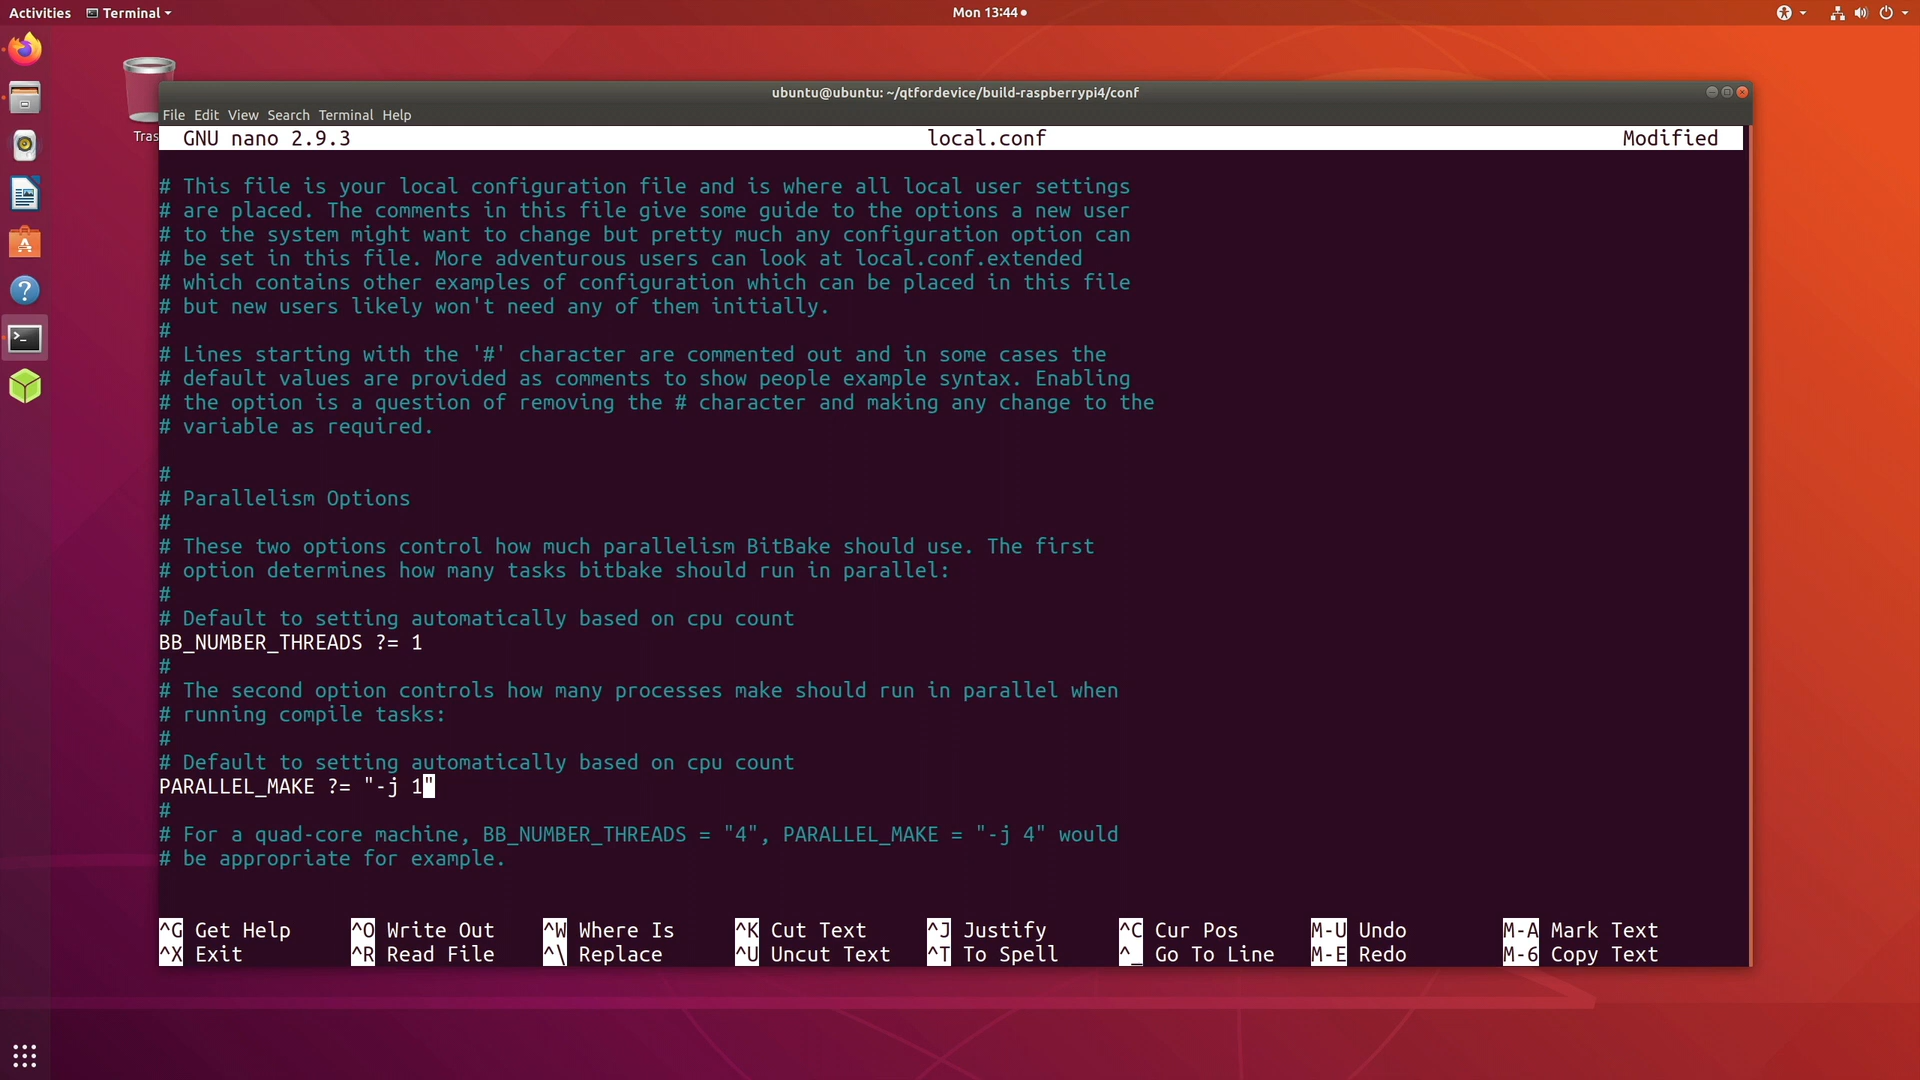 Activities Terminal Mon 13:44
Tras
ubuntu@ubuntu: ~/qtfordevice/build-raspberrypi4/conf
File Edit View Search Terminal Help
GNU nano 2.9.3 local.conf Modified
# This file is your local configuration file and is where all local user settings
# are placed. The comments in this file give some guide to the options a new user
# to the system might want to change but pretty much any configuration option can
# be set in this file. More adventurous users can look at local.conf.extended
# which contains other examples of configuration which can be placed in this file
# but new users likely won't need any of them initially.
#
# Lines starting with the '#' character are commented out and in some cases the
# default values are provided as comments to show people example syntax. Enabling
# the option is a question of removing the # character and making any change to the
# variable as required.
#
# Parallelism Options
#
# These two options control how much parallelism BitBake should use. The first
# option determines how many tasks bitbake should run in parallel:
#
# Default to setting automatically based on cpu count
BB_NUMBER_THREADS ?= 1
#
# The second option controls how many processes make should run in parallel when
# running compile tasks:
#
# Default to setting automatically based on cpu count
PARALLEL_MAKE ?= "-j 1"
#
# For a quad-core machine, BB_NUMBER_THREADS = "4", PARALLEL_MAKE = "-j 4" would
# be appropriate for example.
^G Get Help ^O Write Out ^W Where Is ^K Cut Text ^J Justify ^C Cur Pos M-U Undo M-A Mark Text
^X Exit ^R Read File ^\ Replace ^U Uncut Text ^T To Spell ^_ Go To Line M-E Redo M-6 Copy Text